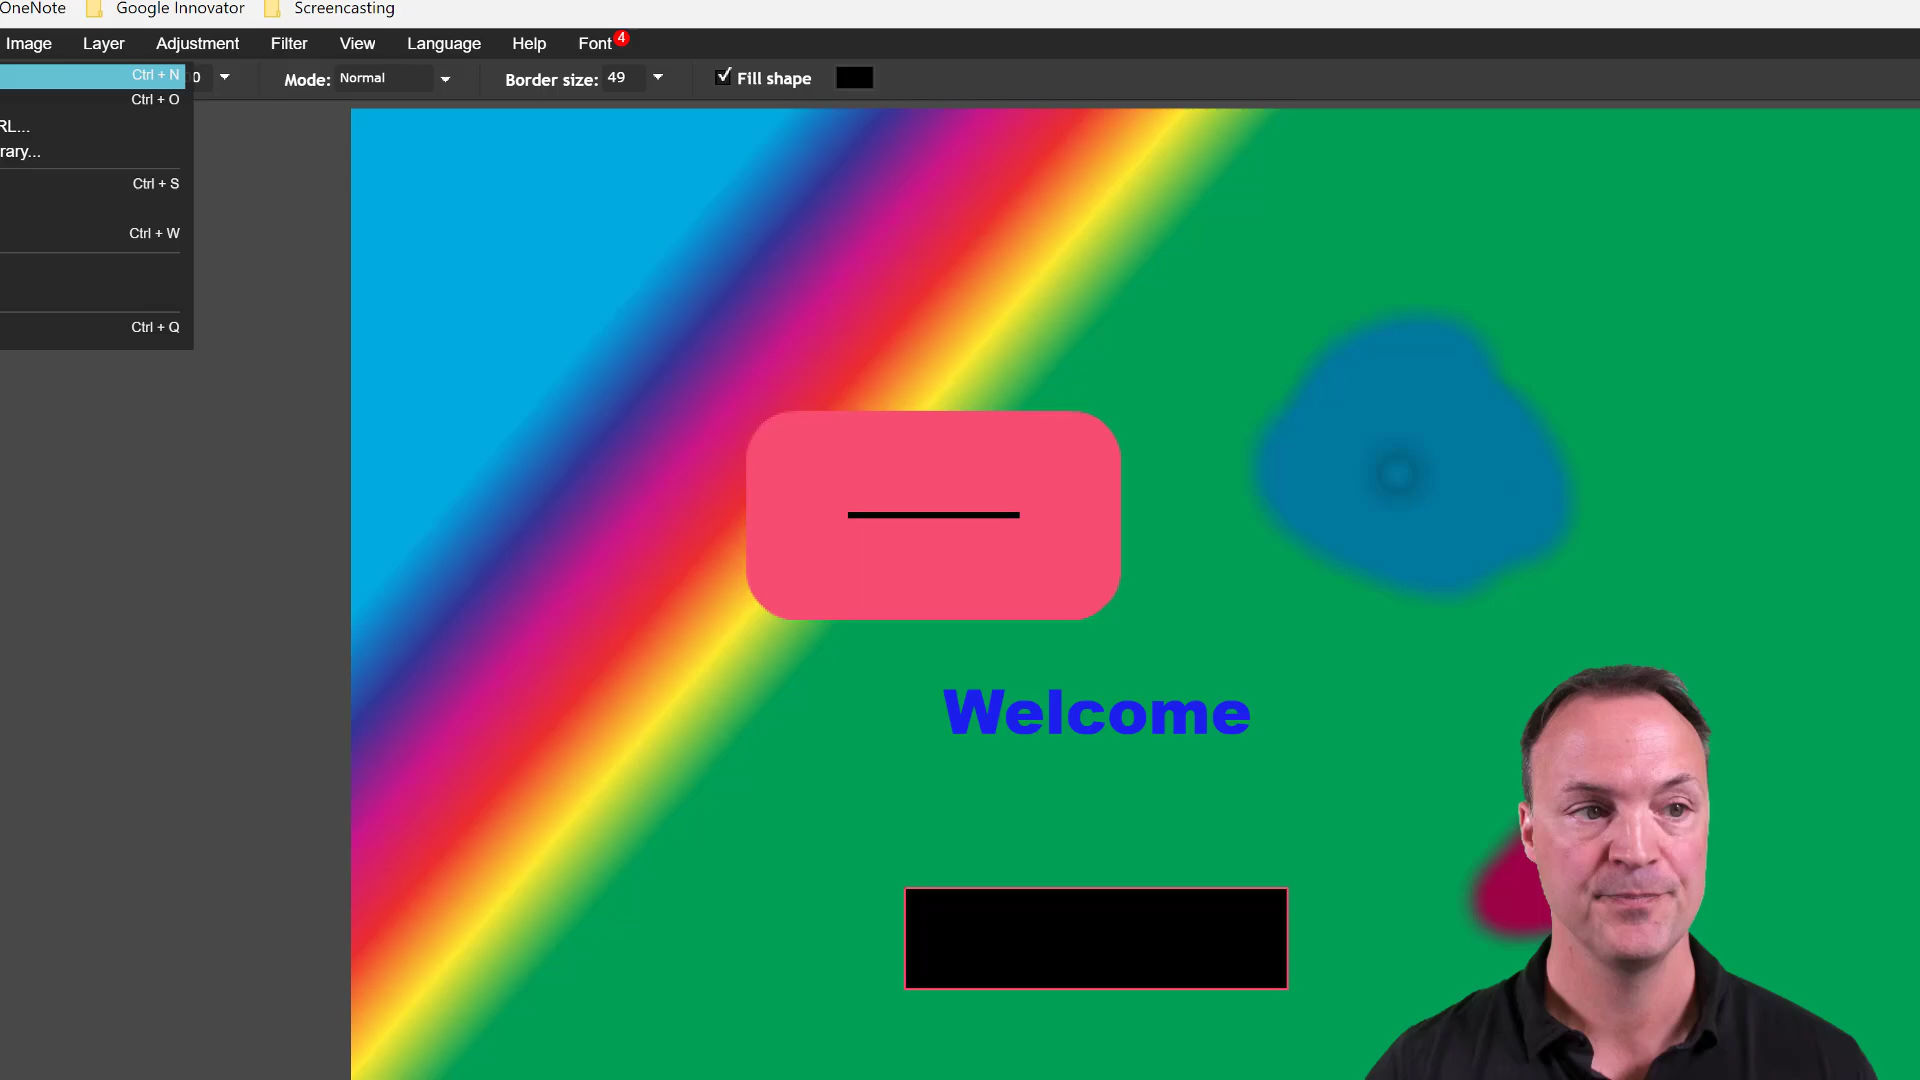 OneNote Google Innovator Screencasting
Image Layer Adjustment Filter View Language Help Font 4
Ctrl + N
0 Mode: Normal Border size: 49 Fill shape
Ctrl + O
RL...
rary...
Ctrl + S
Ctrl + W
Ctrl + Q
Welcome